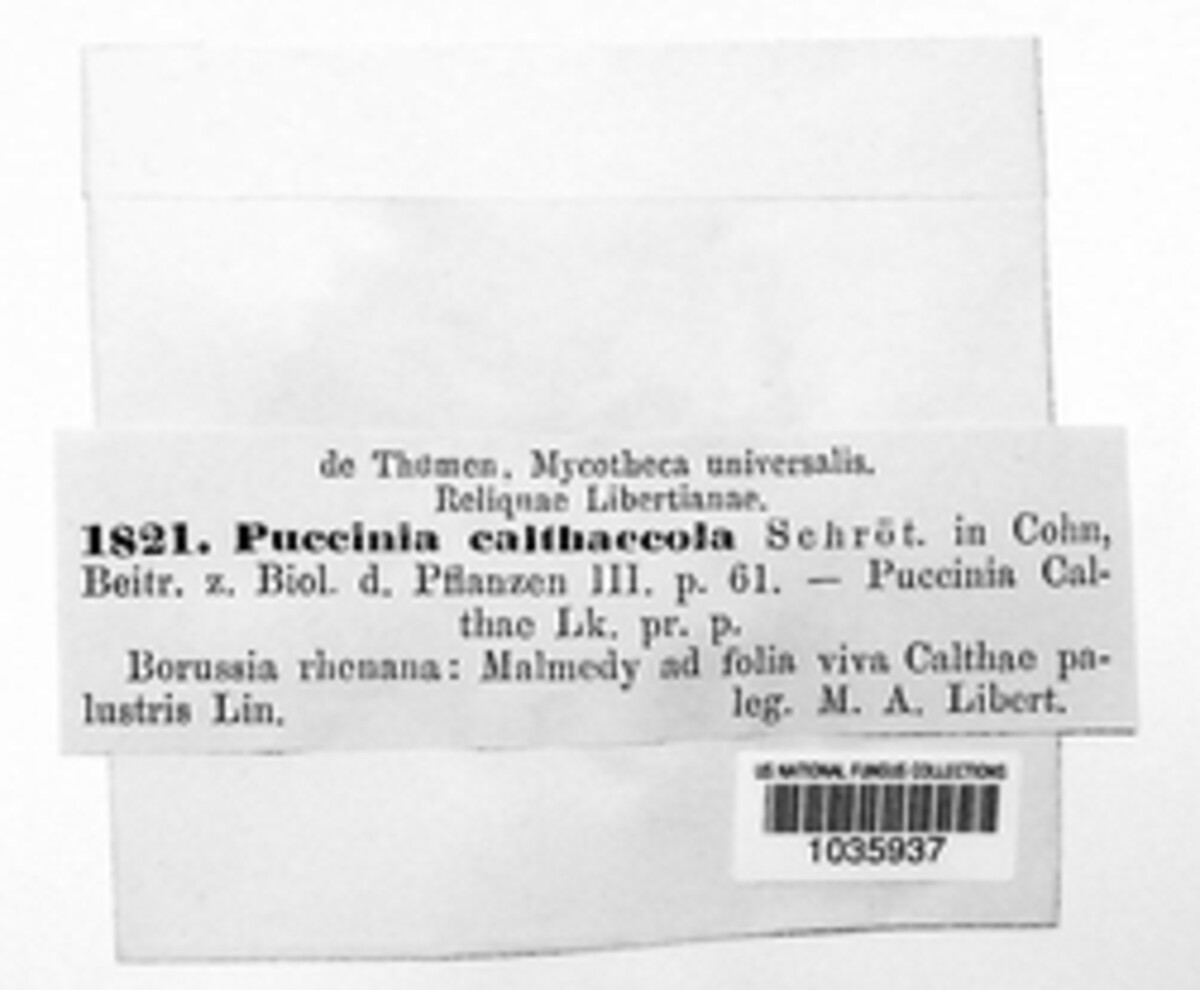 de Thümen, Mycotheca universalis.
Reliquae Libertianae.
1821. Puccinia calthaecola Schröt. in Cohn,
Beitr. z. Biol. d. Pflanzen III. p. 61. — Puccinia Cal-
thae Lk. pr. p.
Borussia rhenana: Malmedy ad folia viva Calthae pa-
lustris Lin.
leg. M. A. Libert.
US NATIONAL FUNGUS COLLECTIONS
1035937